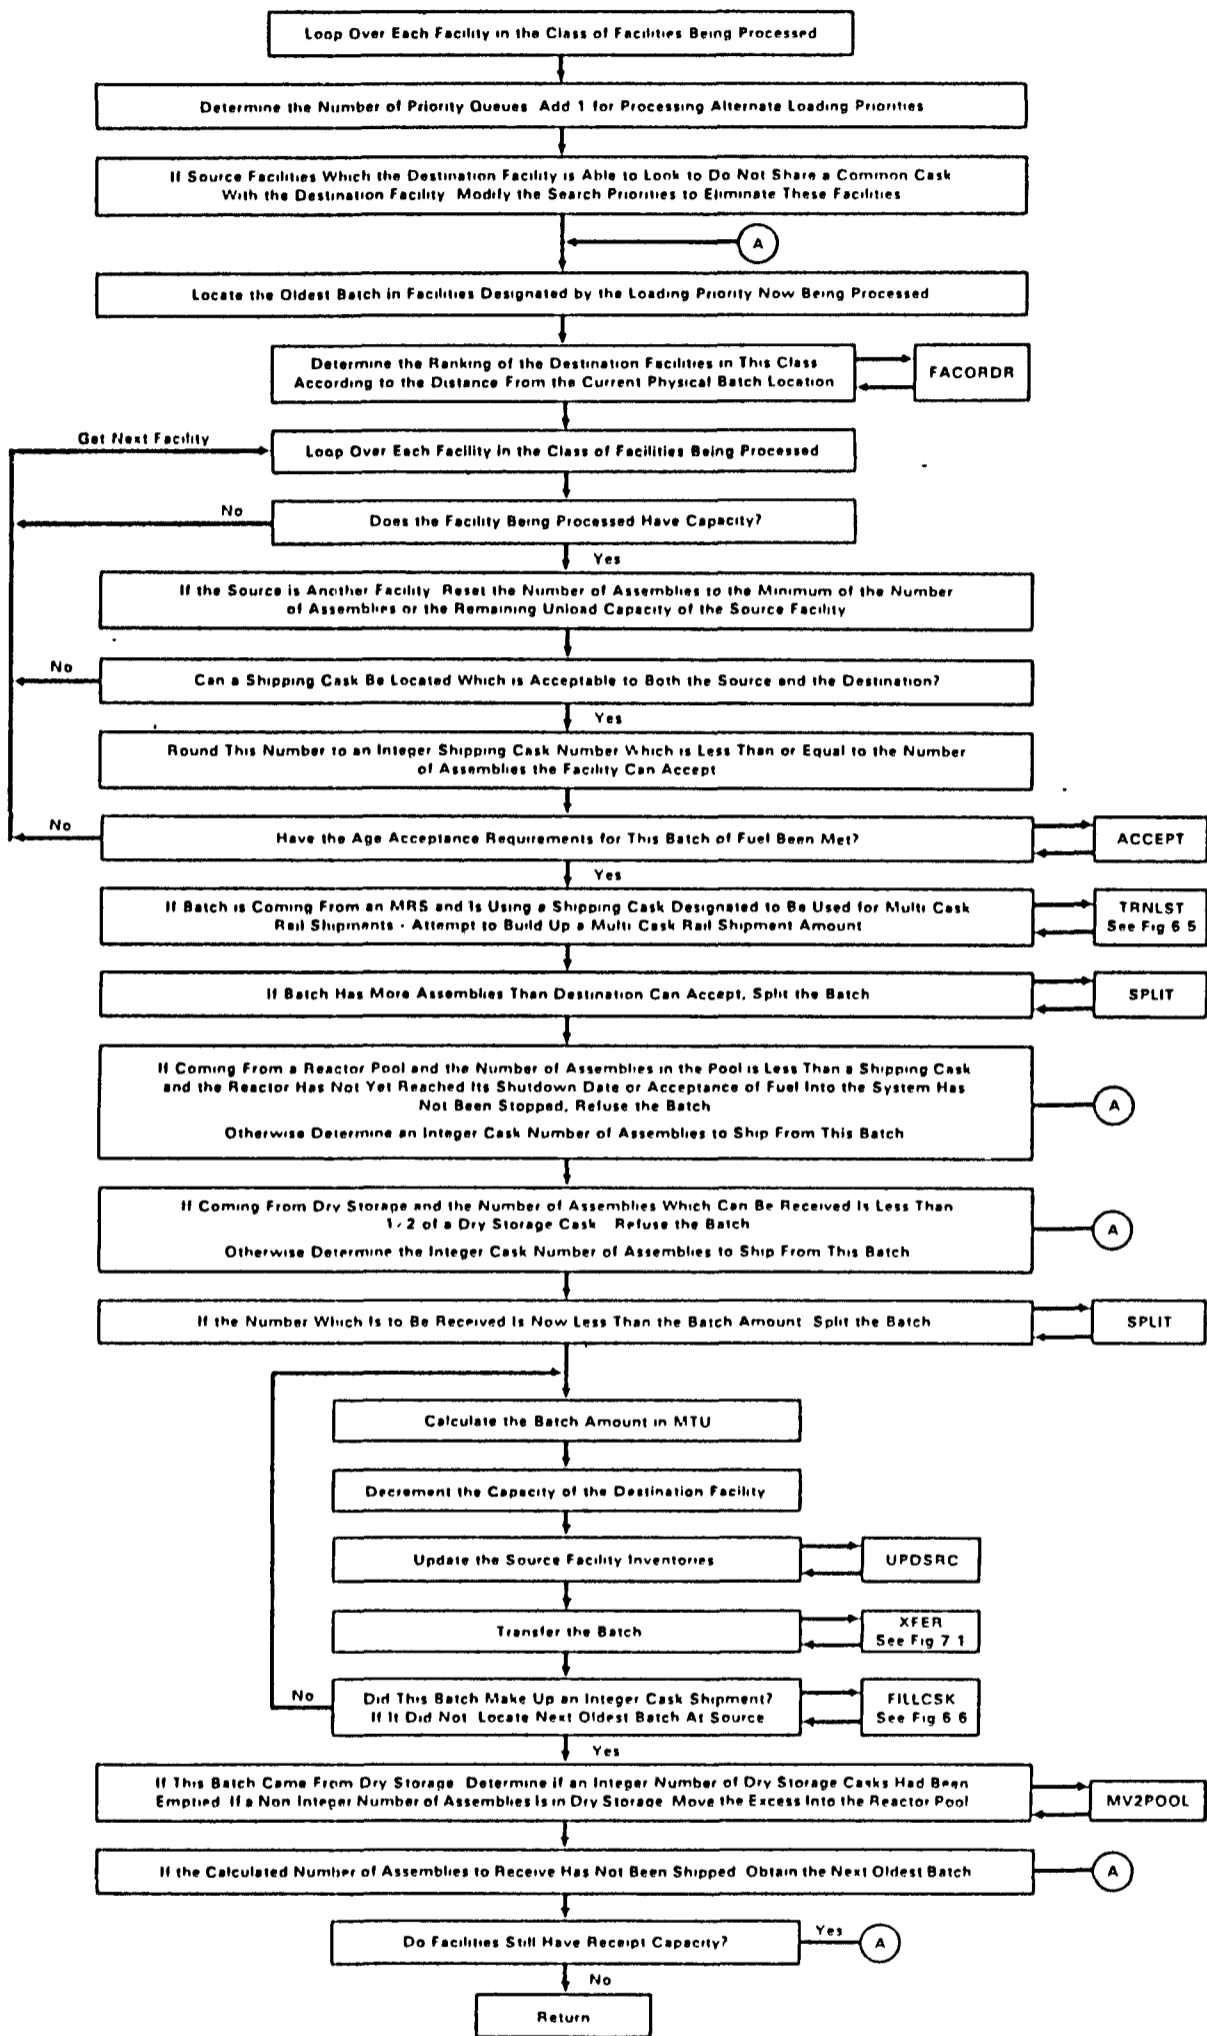 Loop Over Each Facility in the Class of Facilities Being Processed
Determine the Number of Priority Queues Add 1 for Processing Alternate Loading Priorities
If Source Facilities Which the Destination Facility is Able to Look to Do Not Share a Common Cask
With the Destination Facility Modify the Search Priorities to Eliminate These Facilities
A
Locate the Oldest Batch in Facilities Designated by the Loading Priority Now Being Processed
Determine the Ranking of the Destination Facilities in This Class
According to the Distance From the Current Physical Batch Location
FACORDR
Get Next Facility
Loop Over Each Facility in the Class of Facilities Being Processed
No
Does the Facility Being Processed Have Capacity?
Yes
If the Source is Another Facility Reset the Number of Assemblies to the Minimum of the Number
of Assemblies or the Remaining Unload Capacity of the Source Facility
No
Can a Shipping Cask Be Located Which is Acceptable to Both the Source and the Destination?
Yes
Round This Number to an Integer Shipping Cask Number Which is Less Than or Equal to the Number
of Assemblies the Facility Can Accept
No
Have the Age Acceptance Requirements for This Batch of Fuel Been Met?
ACCEPT
Yes
If Batch is Coming From an MRS and Is Using a Shipping Cask Designated to Be Used for Multi Cask
Rail Shipments - Attempt to Build Up a Multi Cask Rail Shipment Amount
TRNLST
See Fig 6 5
If Batch Has More Assemblies Than Destination Can Accept, Split the Batch
SPLIT
If Coming From a Reactor Pool and the Number of Assemblies in the Pool is Less Than a Shipping Cask
and the Reactor Has Not Yet Reached Its Shutdown Date or Acceptance of Fuel Into the System Has
Not Been Stopped, Refuse the Batch
Otherwise Determine an Integer Cask Number of Assemblies to Ship From This Batch
A
If Coming From Dry Storage and the Number of Assemblies Which Can Be Received Is Less Than
1/2 of a Dry Storage Cask Refuse the Batch
Otherwise Determine the Integer Cask Number of Assemblies to Ship From This Batch
A
If the Number Which Is to Be Received Is Now Less Than the Batch Amount Split the Batch
SPLIT
Calculate the Batch Amount in MTU
Decrement the Capacity of the Destination Facility
Update the Source Facility Inventories
UPDSRC
Transfer the Batch
XFER
See Fig 7 1
No
Did This Batch Make Up an Integer Cask Shipment?
If It Did Not Locate Next Oldest Batch At Source
FILLCSK
See Fig 6 6
Yes
If This Batch Came From Dry Storage Determine if an Integer Number of Dry Storage Casks Had Been
Emptied If a Non Integer Number of Assemblies Is in Dry Storage Move the Excess Into the Reactor Pool
MV2POOL
If the Calculated Number of Assemblies to Receive Has Not Been Shipped Obtain the Next Oldest Batch
A
Do Facilities Still Have Receipt Capacity?
Yes
A
No
Return